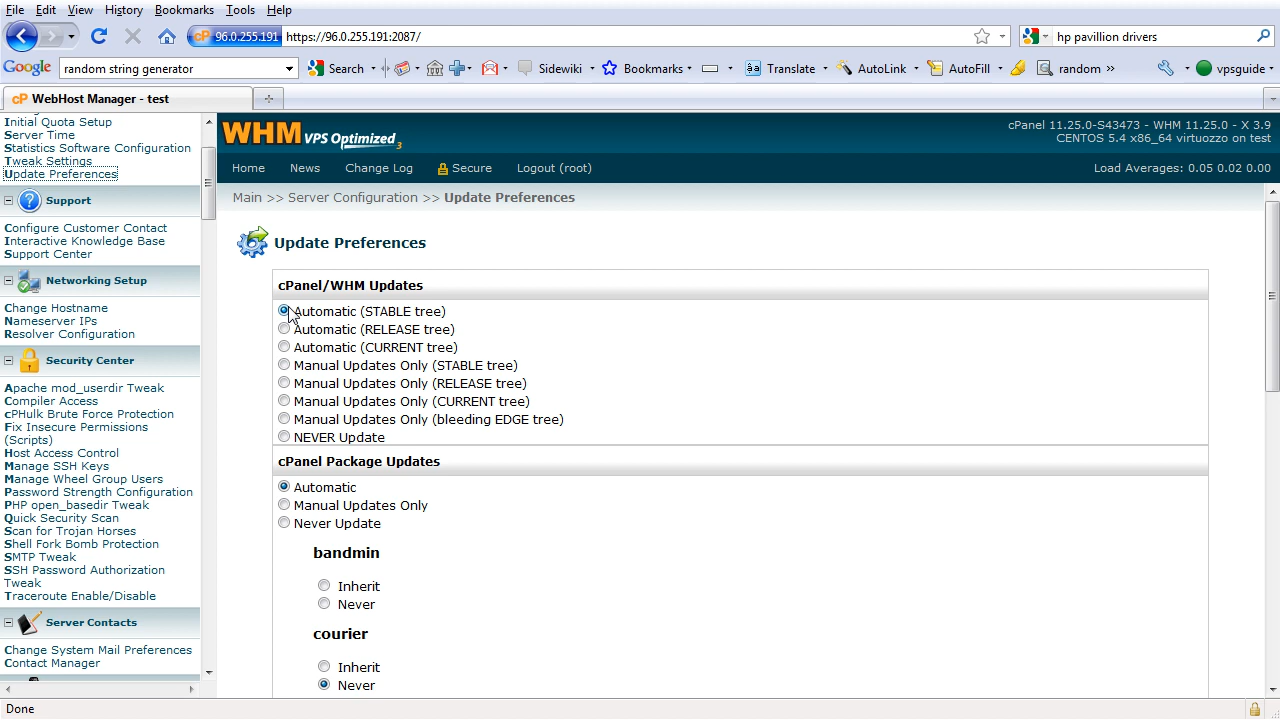 File Edit View History Bookmarks Tools Help
cP 96.0.255.191 https://96.0.255.191:2087/ hp pavillion drivers
Google random string generator Search Sidewiki Bookmarks Translate AutoLink AutoFill random » vpsguide
cP WebHost Manager - test
Initial Quota Setup
Server Time
Statistics Software Configuration
Tweak Settings
Update Preferences
Support
Configure Customer Contact
Interactive Knowledge Base
Support Center
Networking Setup
Change Hostname
Nameserver IPs
Resolver Configuration
Security Center
Apache mod_userdir Tweak
Compiler Access
cPHulk Brute Force Protection
Fix Insecure Permissions
(Scripts)
Host Access Control
Manage SSH Keys
Manage Wheel Group Users
Password Strength Configuration
PHP open_basedir Tweak
Quick Security Scan
Scan for Trojan Horses
Shell Fork Bomb Protection
SMTP Tweak
SSH Password Authorization
Tweak
Traceroute Enable/Disable
Server Contacts
Change System Mail Preferences
Contact Manager
WHM VPS Optimized 3
cPanel 11.25.0-S43473 - WHM 11.25.0 - X 3.9
CENTOS 5.4 x86_64 virtuozzo on test
Home News Change Log Secure Logout (root)
Load Averages: 0.05 0.02 0.00
Main >> Server Configuration >> Update Preferences
Update Preferences
cPanel/WHM Updates
Automatic (STABLE tree)
Automatic (RELEASE tree)
Automatic (CURRENT tree)
Manual Updates Only (STABLE tree)
Manual Updates Only (RELEASE tree)
Manual Updates Only (CURRENT tree)
Manual Updates Only (bleeding EDGE tree)
NEVER Update
cPanel Package Updates
Automatic
Manual Updates Only
Never Update
bandmin
Inherit
Never
courier
Inherit
Never
Done